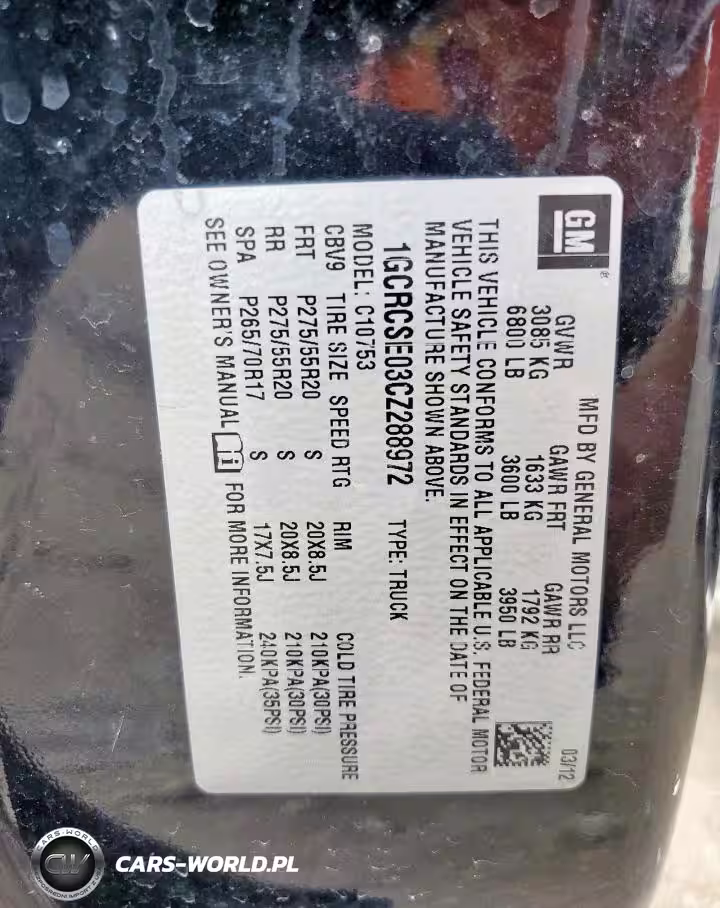 GM
MFD BY GENERAL MOTORS LLC 03/12
GVWR GAWR FRT GAWR RR
3085 KG 1633 KG 1792 KG
6800 LB 3600 LB 3950 LB
THIS VEHICLE CONFORMS TO ALL APPLICABLE U.S. FEDERAL MOTOR
VEHICLE SAFETY STANDARDS IN EFFECT ON THE DATE OF
MANUFACTURE SHOWN ABOVE.
1GCRCSE03CZ288972 TYPE: TRUCK
MODEL: C10753
CBV9 TIRE SIZE SPEED RTG RIM COLD TIRE PRESSURE
FRT P275/55R20 S 20X8.5J 210KPA(30PSI)
RR P275/55R20 S 20X8.5J 210KPA(30PSI)
SPA P265/70R17 S 17X7.5J 240KPA(35PSI)
SEE OWNER'S MANUAL FOR MORE INFORMATION.
CARS-WORLD
CW
CARS-WORLD.PL